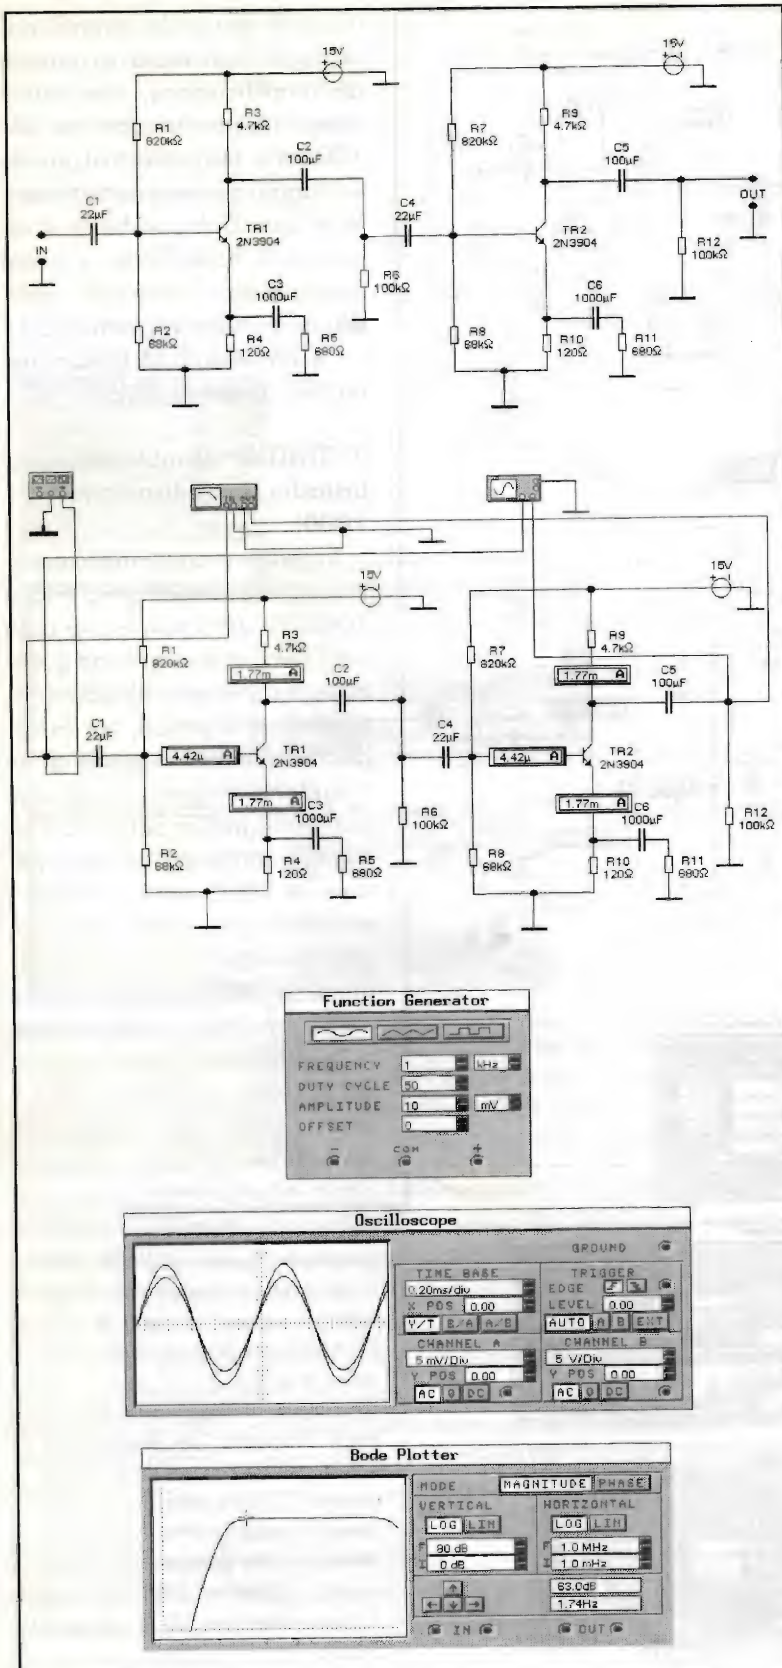 15V
+ -
R1
820kΩ
R3
4.7kΩ
C2
100µF
C1
22µF
IN
TR1
2N3904
C3
1000µF
R2
68kΩ
R4
120Ω
R5
680Ω
R6
100kΩ
C4
22µF
15V
+ -
R7
820kΩ
R9
4.7kΩ
C5
100µF
OUT
TR2
2N3904
R12
100kΩ
C6
1000µF
R8
68kΩ
R10
120Ω
R11
680Ω
15V
+ -
R1
820kΩ
R3
4.7kΩ
1.77m A
C2
100µF
C1
22µF
4.42µ A
TR1
2N3904
1.77m A
C3
1000µF
R2
68kΩ
R4
120Ω
R5
680Ω
R6
100kΩ
C4
22µF
15V
+ -
R7
820kΩ
R9
4.7kΩ
1.77m A
C5
100µF
4.42µ A
TR2
2N3904
1.77m A
C6
1000µF
R8
68kΩ
R10
120Ω
R11
680Ω
R12
100kΩ
Function Generator
FREQUENCY 1 kHz
DUTY CYCLE 50
AMPLITUDE 10 mV
OFFSET 0
- COM +
Oscilloscope
GROUND
TIME BASE
0.20ms/div
X POS 0.00
Y/T B/A A/B
TRIGGER
EDGE
LEVEL 0.00
AUTO A B EXT
CHANNEL A
5 mV/Div
Y POS 0.00
AC 0 DC
CHANNEL B
5 V/Div
Y POS 0.00
AC 0 DC
Bode Plotter
MODE MAGNITUDE PHASE
VERTICAL
LOG LIN
F 90 dB
I 0 dB
HORIZONTAL
LOG LIN
F 1.0 MHz
I 1.0 mHz
63.0dB
1.74Hz
IN
OUT